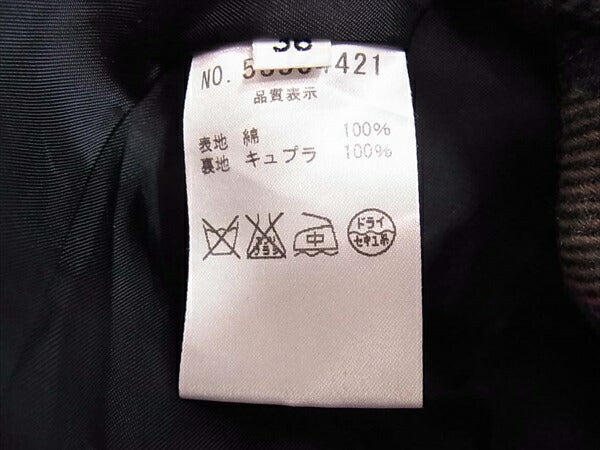 38
NO.
421
品質表示
表地 綿 100%
裏地 キュプラ 100%
中
ドライ
セキユ系